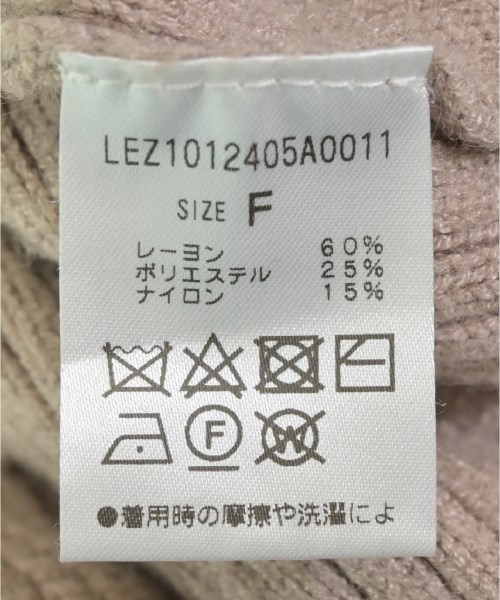 LEZ1012405A0011
SIZE F
レーヨン 60%
ポリエステル 25%
ナイロン 15%
F W
●着用時の摩擦や洗濯によ